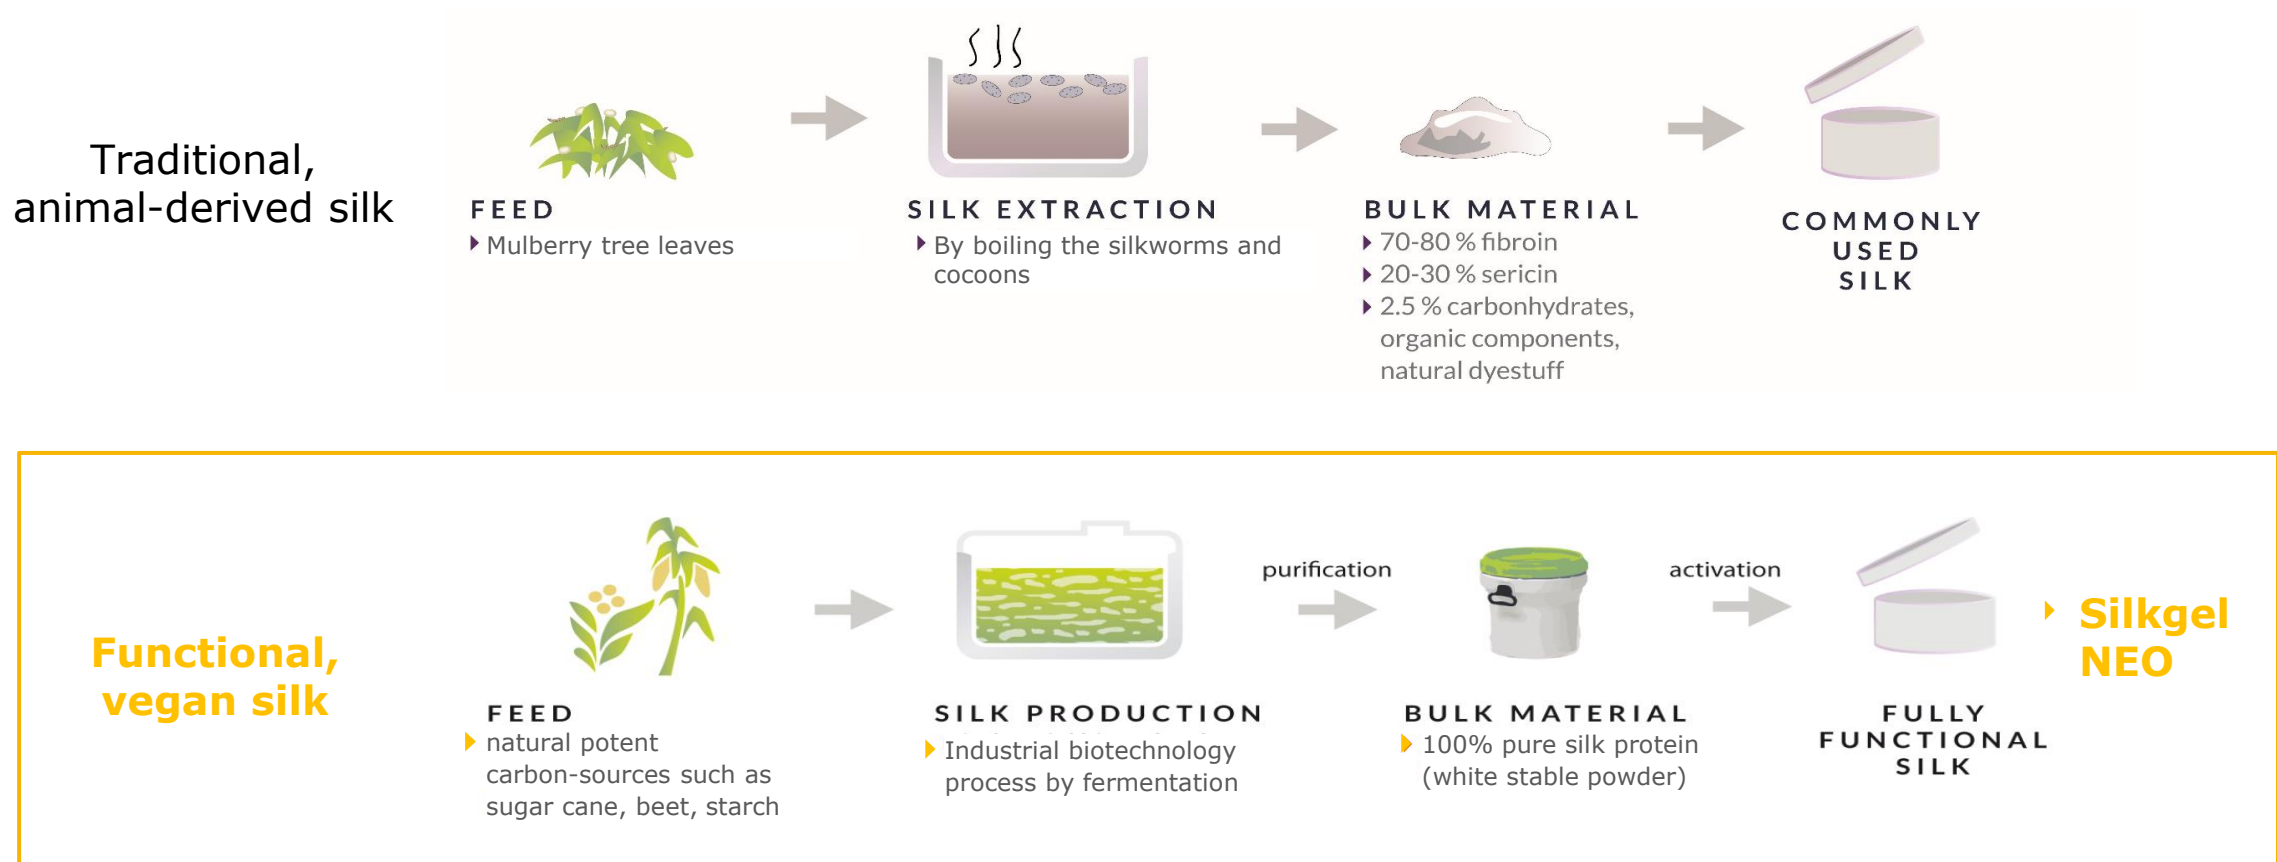 Traditional,
animal-derived silk
FEED
Mulberry tree leaves
SILK EXTRACTION
By boiling the silkworms and
cocoons
BULK MATERIAL
70-80 % fibroin
20-30 % sericin
2.5 % carbonhydrates,
organic components,
natural dyestuff
COMMONLY
USED
SILK
Functional,
vegan silk
FEED
natural potent
carbon-sources such as
sugar cane, beet, starch
SILK PRODUCTION
Industrial biotechnology
process by fermentation
purification
BULK MATERIAL
100% pure silk protein
(white stable powder)
activation
FULLY
FUNCTIONAL
SILK
Silkgel
NEO